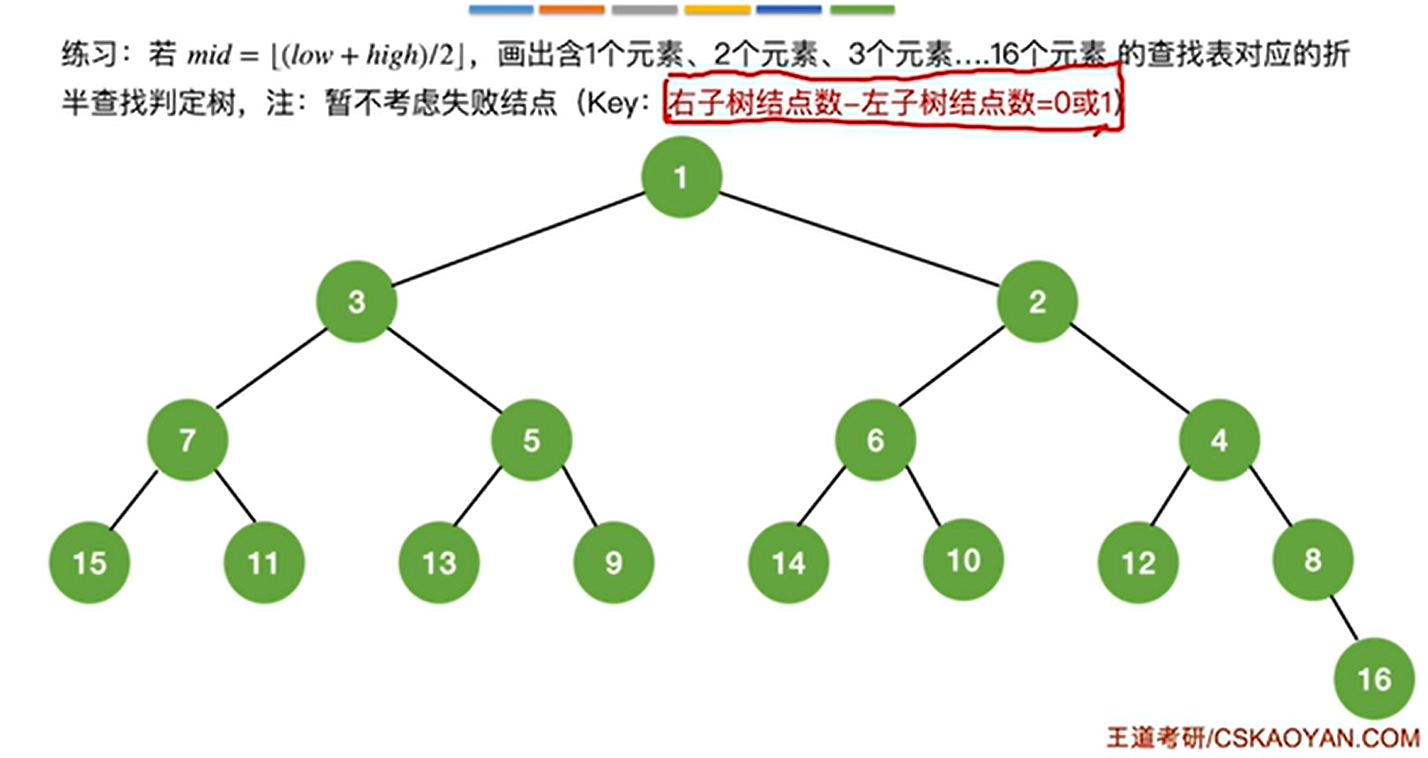 练习：若 mid = ⌊(low + high)/2⌋，画出含1个元素、2个元素、3个元素....16个元素 的查找表对应的折
半查找判定树，注：暂不考虑失败结点（Key：右子树结点数–左子树结点数=0或1）
1
3 2
7 5 6 4
15 11 13 9 14 10 12 8
16
王道考研/CSKAOYAN.COM